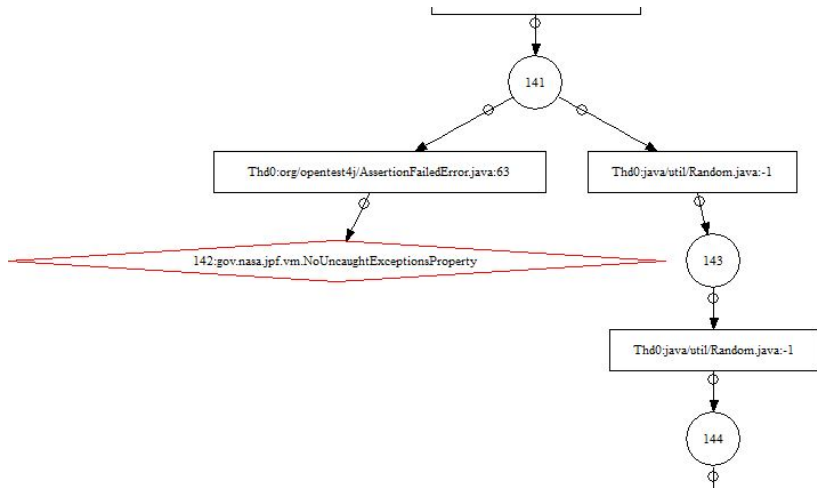 141
Thd0:org/opentest4j/AssertionFailedError.java:63
Thd0:java/util/Random.java:-1
142:gov.nasa.jpf.vm.NoUncaughtExceptionsProperty
143
Thd0:java/util/Random.java:-1
144